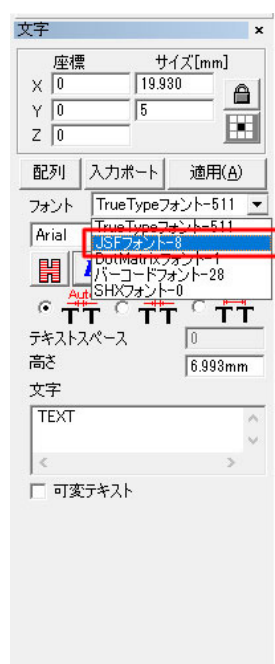 文字 ×
座標 サイズ[mm]
X 0 19.930
Y 0 5
Z 0
配列 入力ポート 適用(A)
フォント TrueTypeフォント-511
TrueTypeフォント-511
Arial JSFフォント-8
DotMatrixフォント-1
バーコードフォント-28
SHXフォント-0
Auto
TT TT TT
テキストスペース 0
高さ 6.993mm
文字
TEXT
可変テキスト